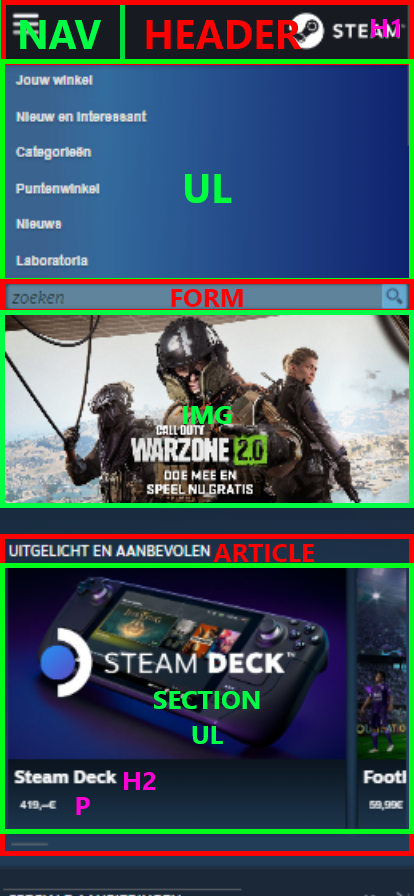 NAV HEADER STEAM H1
Jouw winkel
Nieuw en interessant
Categorieën
Puntenwinkel
UL
Nieuws
Laboratoria
zoeken FORM
IMG
CALL OF DUTY
WARZONE 2.0
DOE MEE EN
SPEEL NU GRATIS
UITGELICHT EN AANBEVOLEN ARTICLE
STEAM DECK™
SECTION
UL
Steam Deck H2 Footl
419,--€ P 59,99€